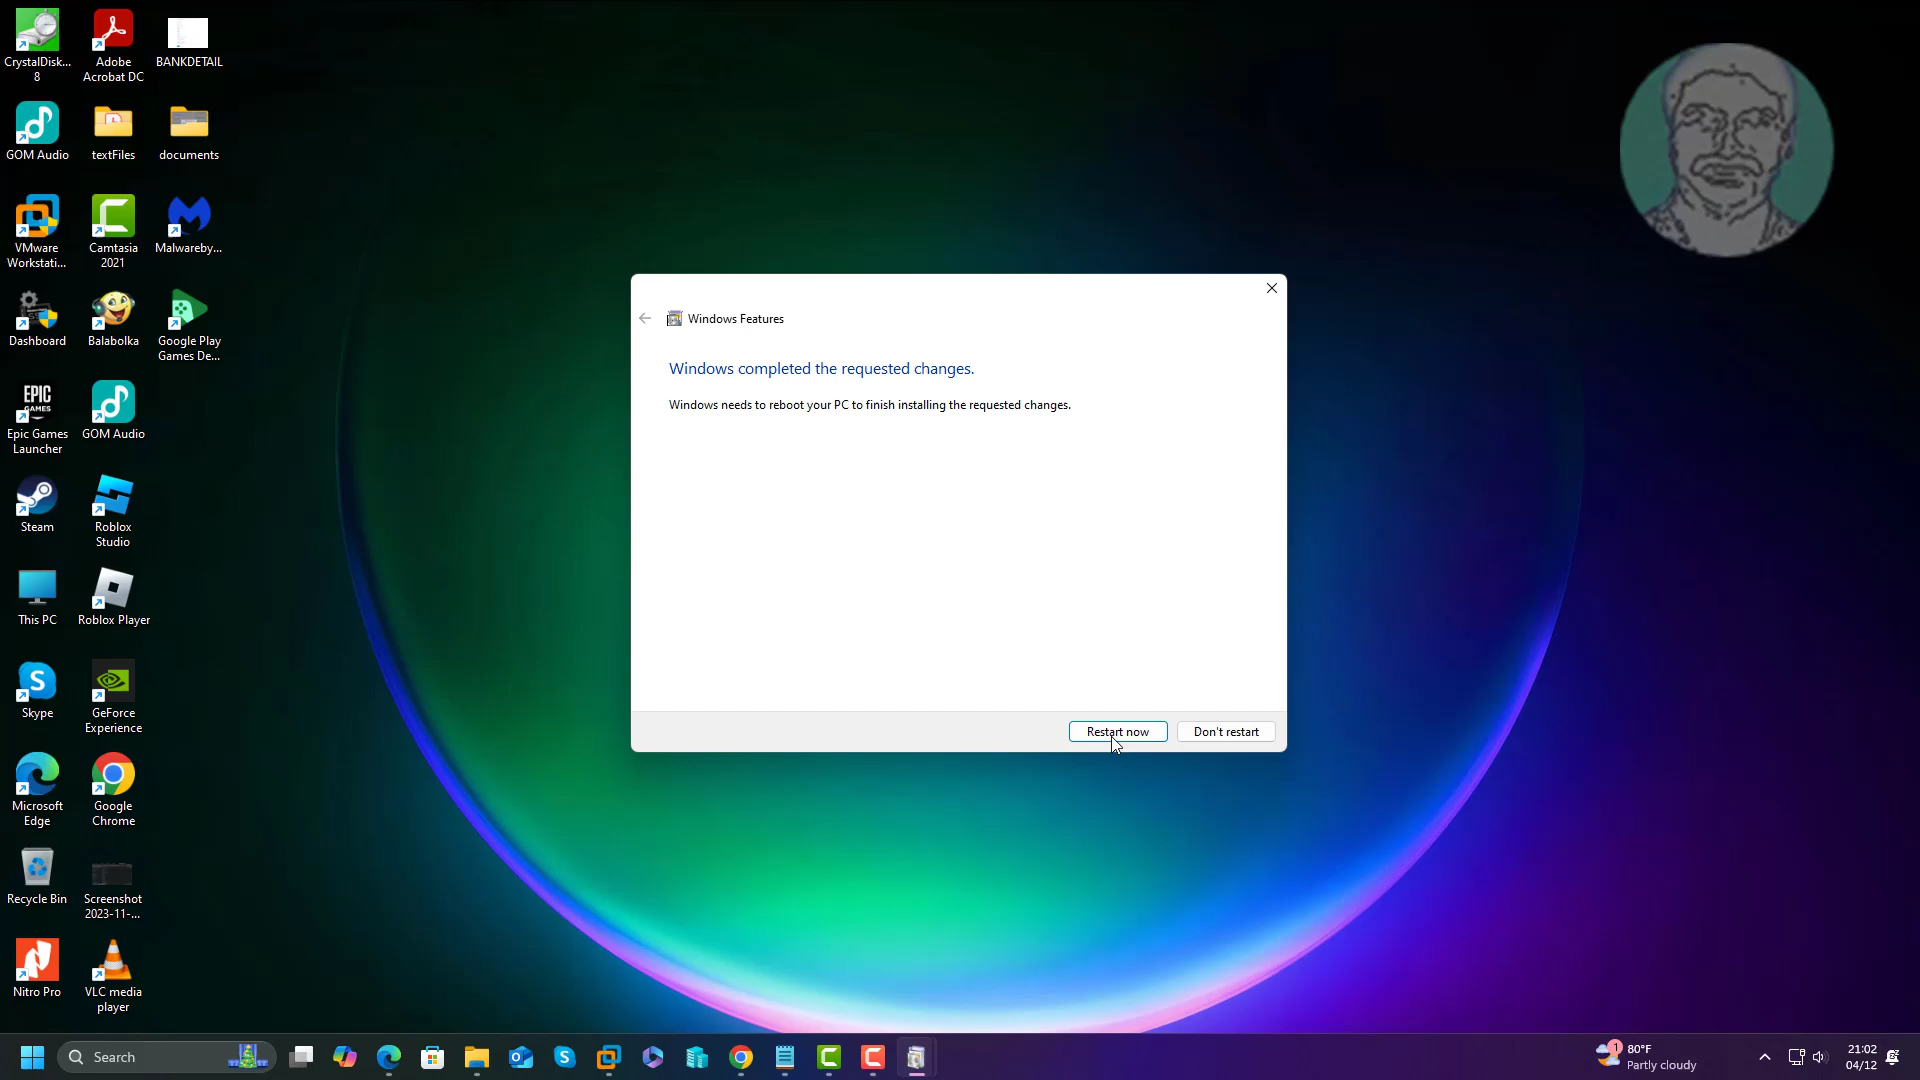 CrystalDisk...
8
Adobe
Acrobat DC
BANKDETAIL
GOM Audio
textFiles
documents
VMware
Workstati...
Camtasia
2021
Malwareby...
Dashboard
Balabolka
Google Play
Games De...
EPIC
GAMES
Epic Games
Launcher
GOM Audio
Steam
Roblox
Studio
This PC
Roblox Player
Skype
GeForce
Experience
Microsoft
Edge
Google
Chrome
Recycle Bin
Screenshot
2023-11-...
Nitro Pro
VLC media
player
Windows Features
Windows completed the requested changes.
Windows needs to reboot your PC to finish installing the requested changes.
Restart now
Don't restart
Search
1
80°F
Partly cloudy
21:02
04/12